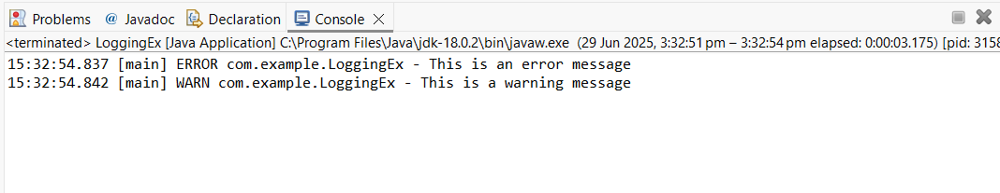 Problems @ Javadoc Declaration Console
<terminated> LoggingEx [Java Application] C:\Program Files\Java\jdk-18.0.2\bin\javaw.exe (29 Jun 2025, 3:32:51 pm – 3:32:54 pm elapsed: 0:00:03.175) [pid: 3158
15:32:54.837 [main] ERROR com.example.LoggingEx - This is an error message
15:32:54.842 [main] WARN com.example.LoggingEx - This is a warning message